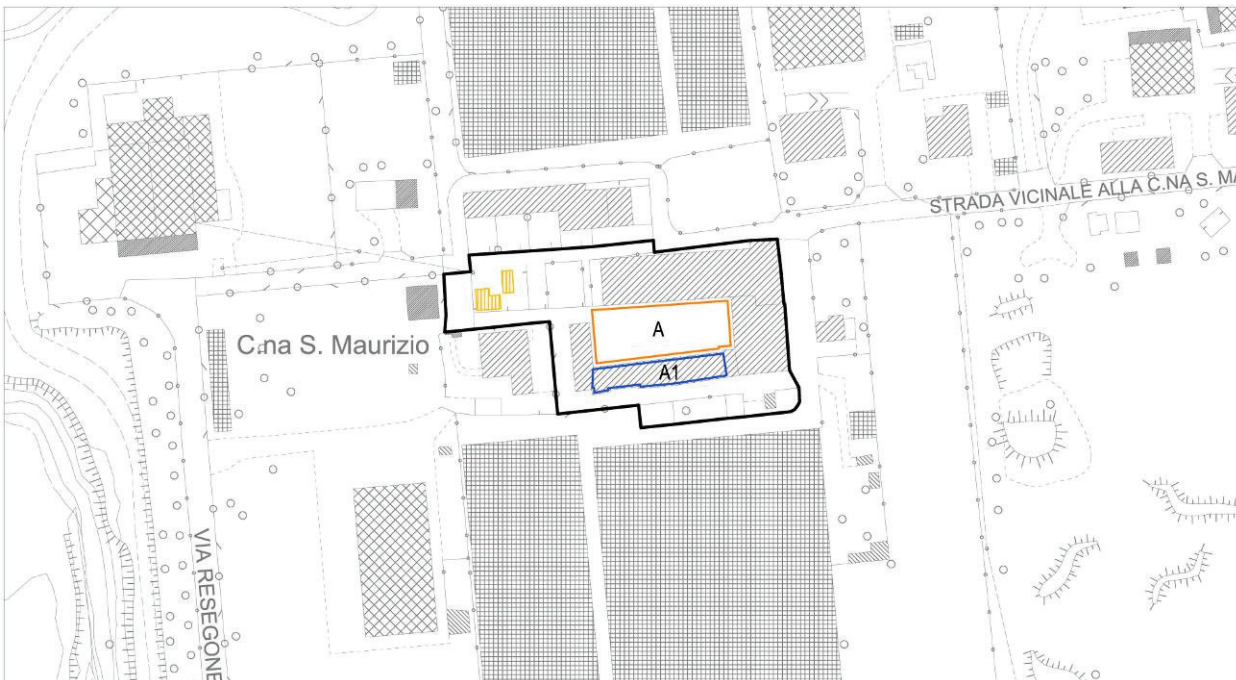 STRADA VICINALE ALLA C.NA S. MA
A
C.na S. Maurizio
A1
VIA RESEGONE